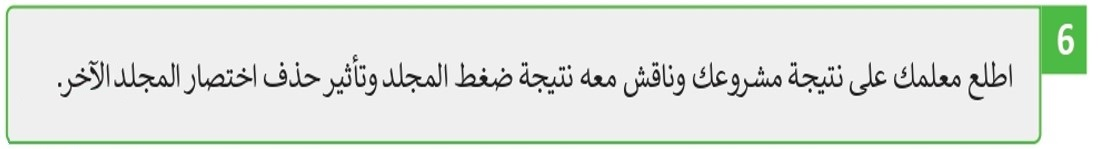 6
اطلع معلمك على نتيجة مشروعك وناقش معه نتيجة ضغط المجلد وتأثير حذف اختصار المجلد الآخر.